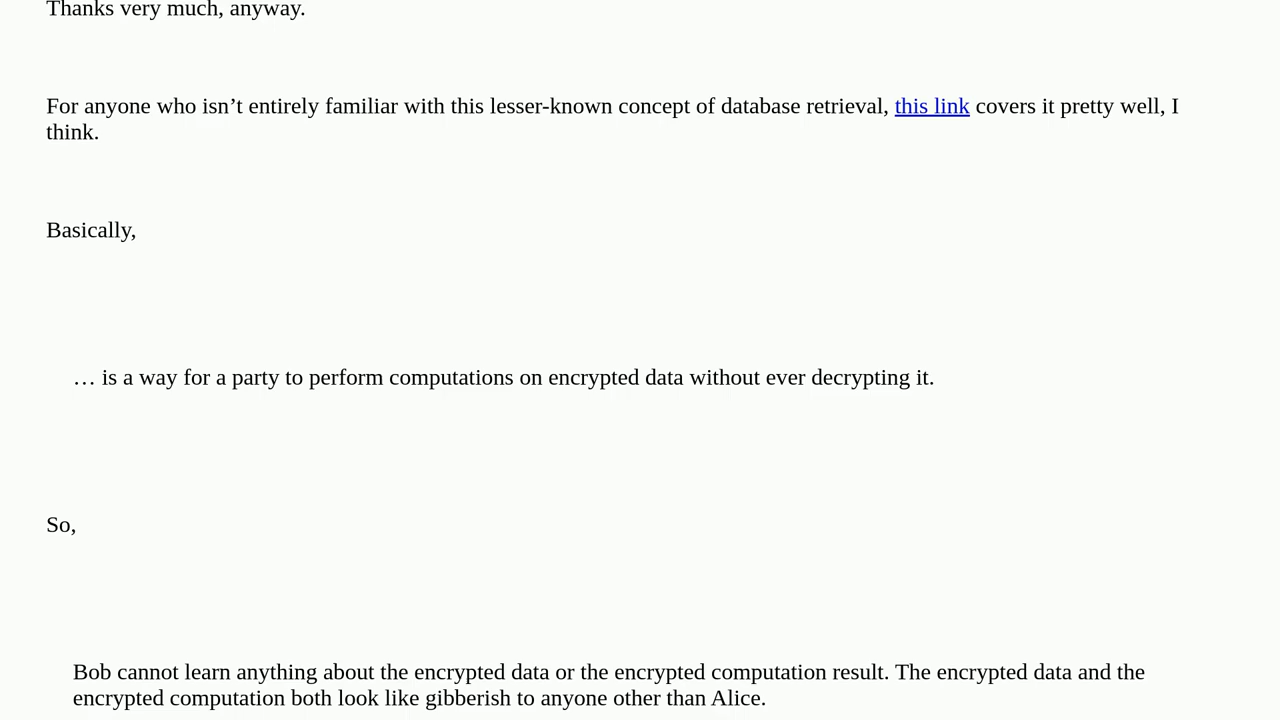 Thanks very much, anyway.
For anyone who isn’t entirely familiar with this lesser-known concept of database retrieval, this link covers it pretty well, I
think.
Basically,
… is a way for a party to perform computations on encrypted data without ever decrypting it.
So,
Bob cannot learn anything about the encrypted data or the encrypted computation result. The encrypted data and the
encrypted computation both look like gibberish to anyone other than Alice.